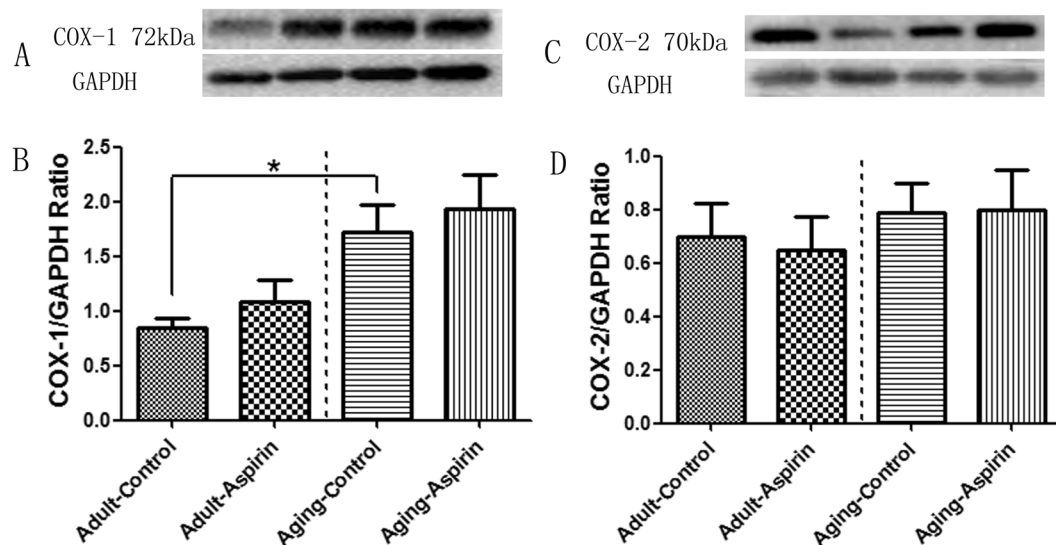 A
COX-1 72kDa
GAPDH
C
COX-2 70kDa
GAPDH
B
COX-1/GAPDH Ratio
2.5
2.0
1.5
1.0
0.5
0.0
*
Adult-Control
Adult-Aspirin
Aging-Control
Aging-Aspirin
D
COX-2/GAPDH Ratio
1.0
0.8
0.6
0.4
0.2
0.0
Adult-Control
Adult-Aspirin
Aging-Control
Aging-Aspirin